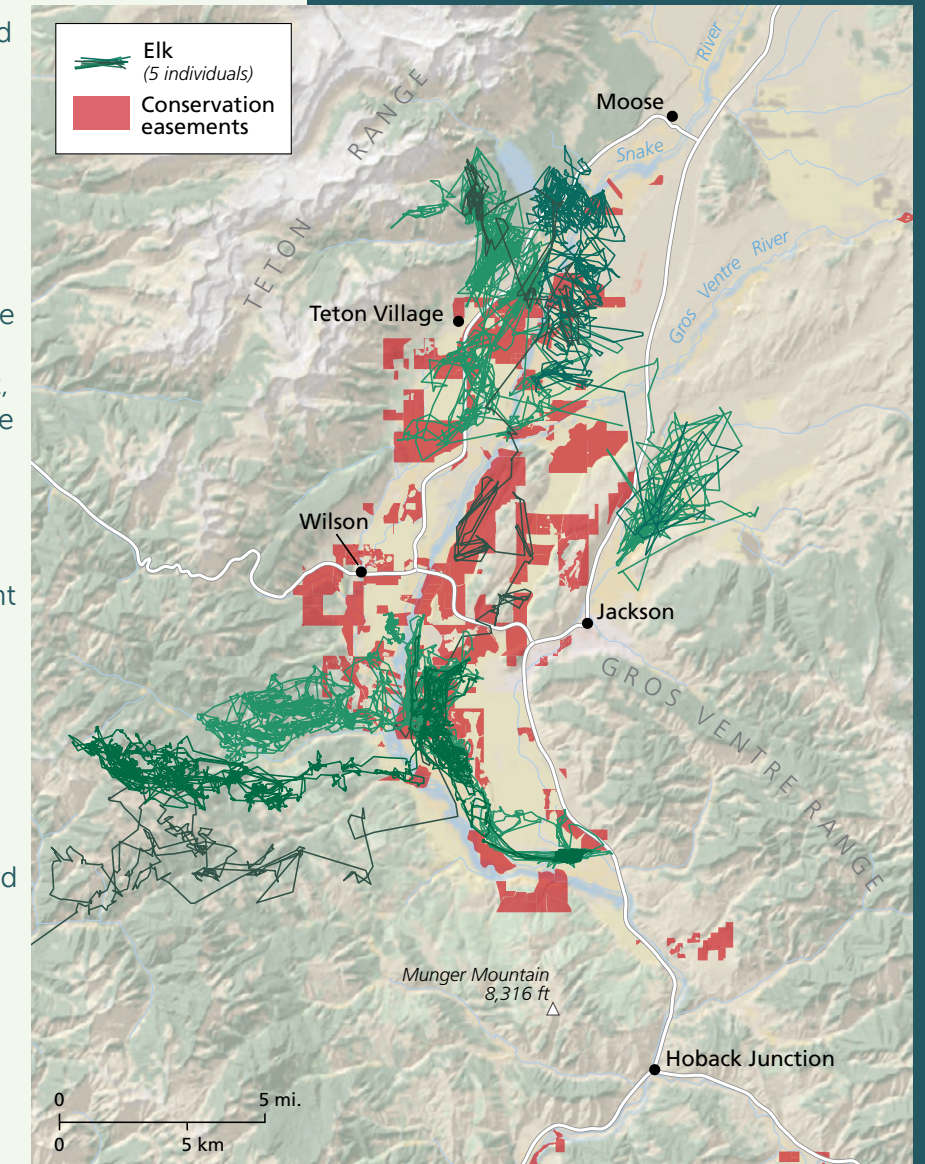 Elk
(5 individuals)
Conservation
easements
TETON RANGE
Moose
River
Snake
Gros Ventre River
Teton Village
Wilson
Jackson
GROS VENTRE RANGE
Munger Mountain
8,316 ft
Hoback Junction
0 5 mi.
0 5 km